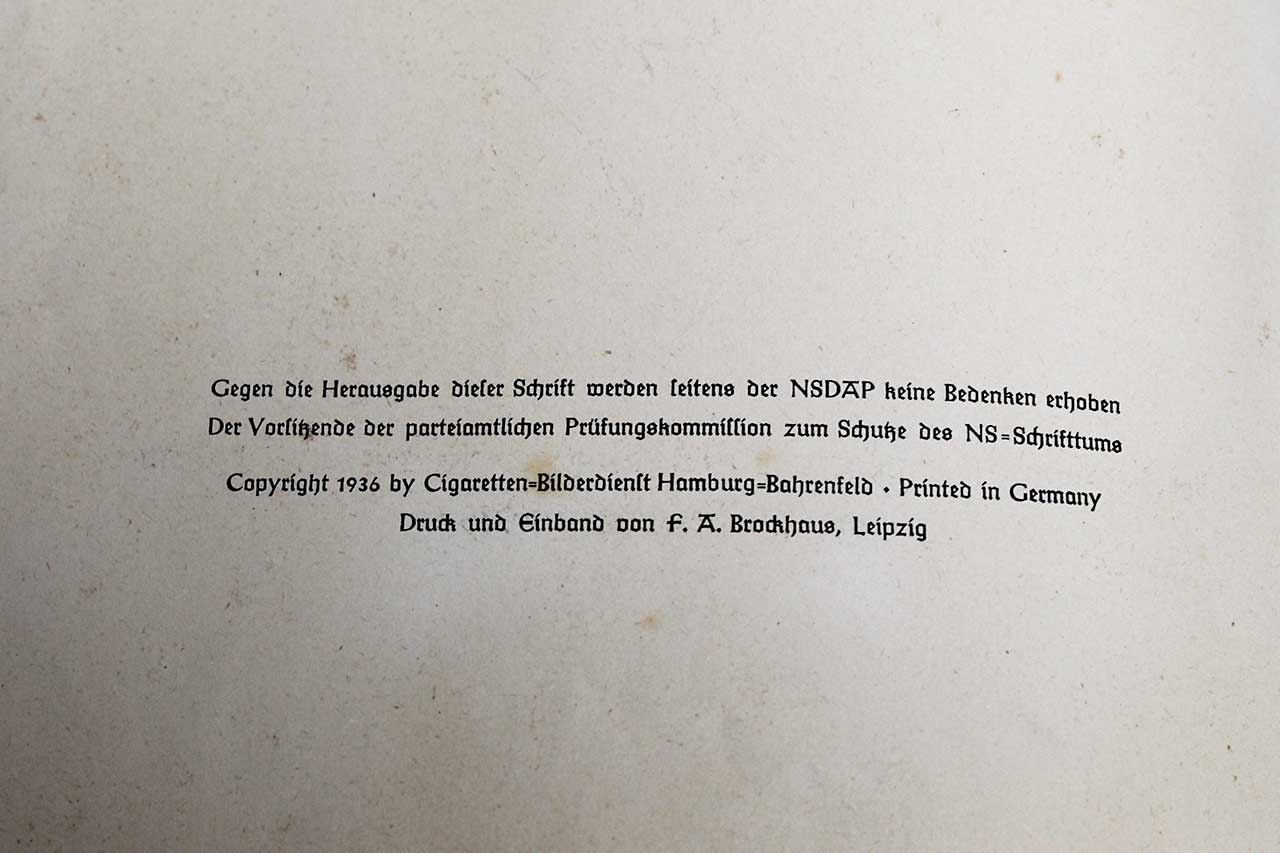 Gegen die Herausgabe dieſer Schrift werden ſeitens der NSDAP keine Bedenken erhoben
Der Vorſitzende der parteiamtlichen Prüfungskommiſſion zum Schutze des NS=Schrifttums
Copyright 1936 by Cigaretten=Bilderdienſt Hamburg=Bahrenfeld · Printed in Germany
Druck und Einband von F. A. Brockhaus, Leipzig